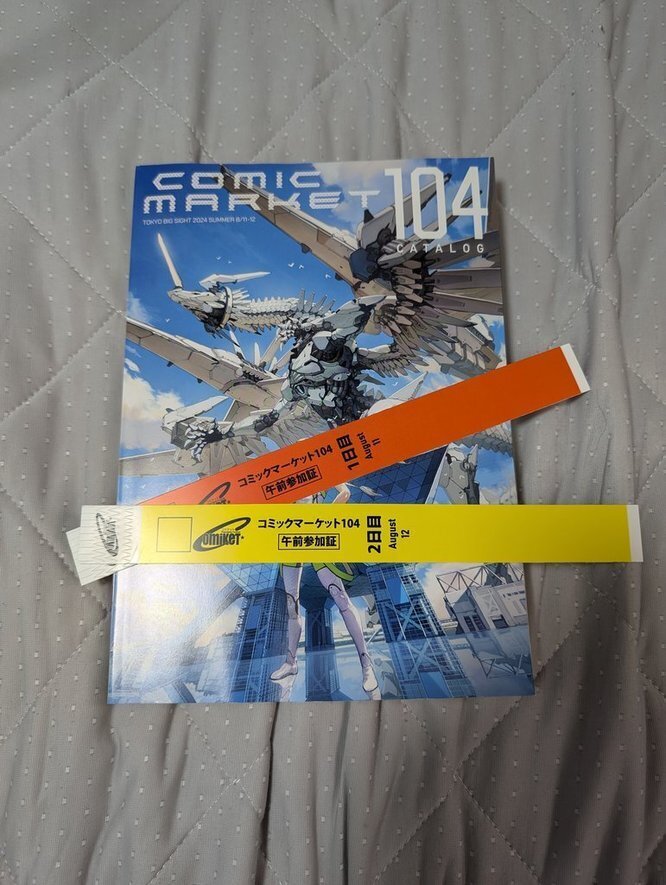 COMIC
MARKET 104
TOKYO BIG SIGHT 2024 SUMMER 8/11-12
CATALOG
コミックマーケット104
午前参加証
1日目
August
11
COMIKET
コミックマーケット104
午前参加証
2日目
August
12